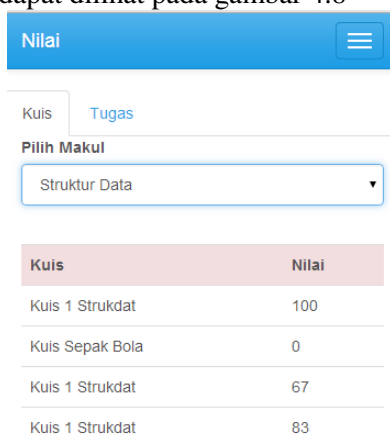 dapat dilihat pada gambar 4.8
Nilai
Kuis Tugas
Pilih Makul
Struktur Data
Kuis Nilai
Kuis 1 Strukdat 100
Kuis Sepak Bola 0
Kuis 1 Strukdat 67
Kuis 1 Strukdat 83